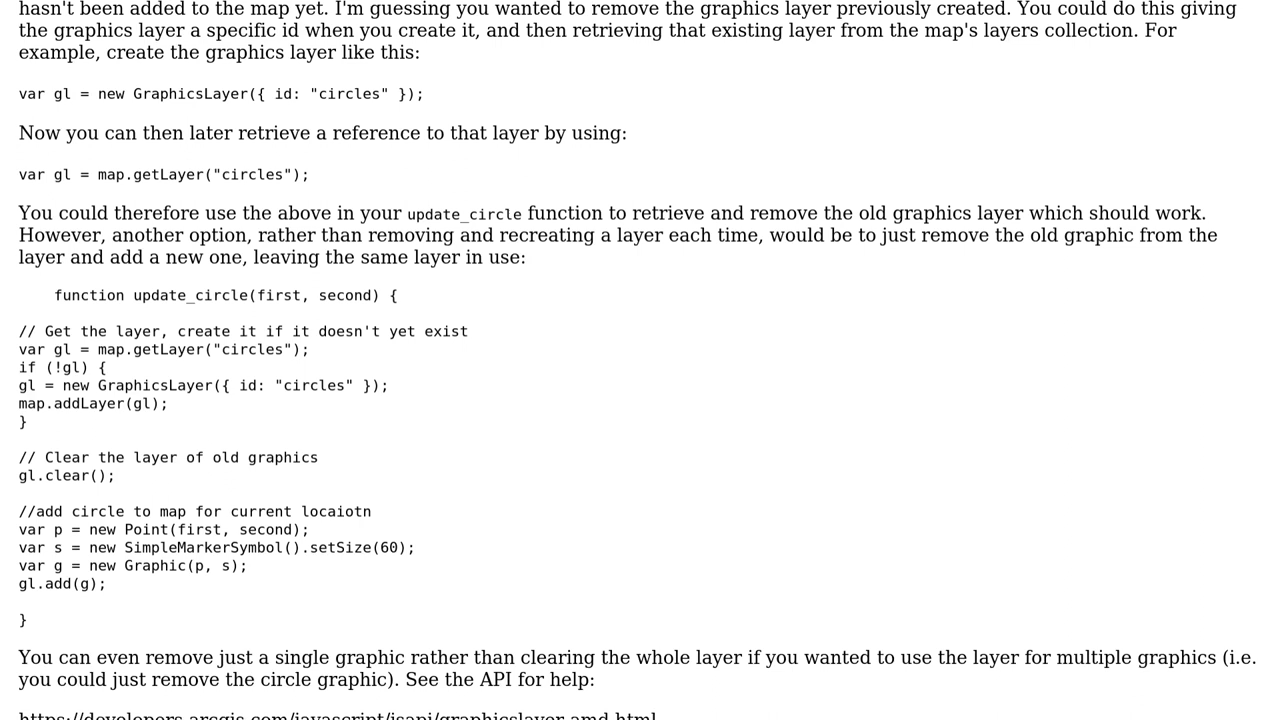 hasn't been added to the map yet. I'm guessing you wanted to remove the graphics layer previously created. You could do this giving
the graphics layer a specific id when you create it, and then retrieving that existing layer from the map's layers collection. For
example, create the graphics layer like this:
var gl = new GraphicsLayer({ id: "circles" });
Now you can then later retrieve a reference to that layer by using:
var gl = map.getLayer("circles");
You could therefore use the above in your update_circle function to retrieve and remove the old graphics layer which should work.
However, another option, rather than removing and recreating a layer each time, would be to just remove the old graphic from the
layer and add a new one, leaving the same layer in use:
function update_circle(first, second) {
// Get the layer, create it if it doesn't yet exist
var gl = map.getLayer("circles");
if (!gl) {
gl = new GraphicsLayer({ id: "circles" });
map.addLayer(gl);
}
// Clear the layer of old graphics
gl.clear();
//add circle to map for current locaiotn
var p = new Point(first, second);
var s = new SimpleMarkerSymbol().setSize(60);
var g = new Graphic(p, s);
gl.add(g);
}
You can even remove just a single graphic rather than clearing the whole layer if you wanted to use the layer for multiple graphics (i.e.
you could just remove the circle graphic). See the API for help:
https://developers.arcgis.com/javascript/jsapi/graphicslayer-amd.html